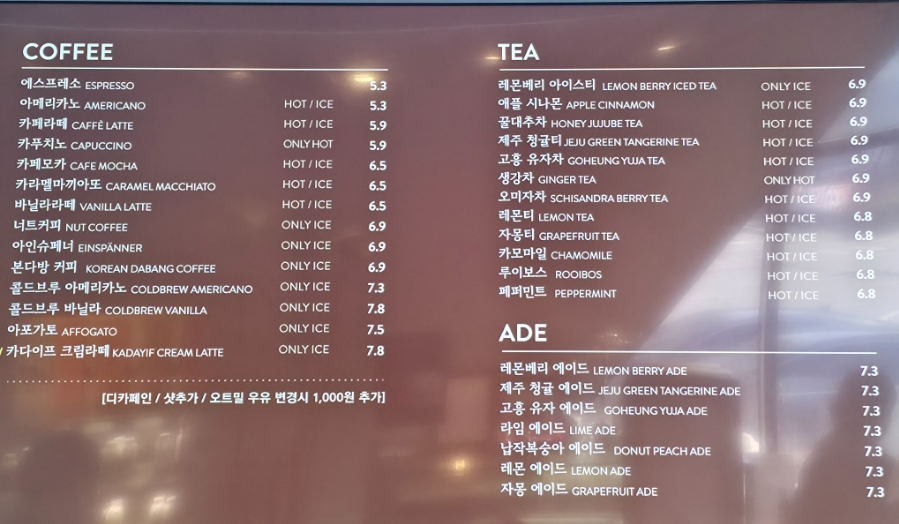 COFFEE
에스프레소 ESPRESSO 5.3
아메리카노 AMERICANO HOT / ICE 5.3
카페라떼 CAFFÈ LATTE HOT / ICE 5.9
카푸치노 CAPUCCINO ONLY HOT 5.9
카페모카 CAFE MOCHA HOT / ICE 6.5
카라멜마끼아또 CARAMEL MACCHIATO HOT / ICE 6.5
바닐라라떼 VANILLA LATTE HOT / ICE 6.5
너트커피 NUT COFFEE ONLY ICE 6.9
아인슈페너 EINSPÄNNER ONLY ICE 6.9
본다방 커피 KOREAN DABANG COFFEE ONLY ICE 6.9
콜드브루 아메리카노 COLDBREW AMERICANO ONLY ICE 7.3
콜드브루 바닐라 COLDBREW VANILLA ONLY ICE 7.8
아포가토 AFFOGATO ONLY ICE 7.5
카다이프 크림라떼 KADAYIF CREAM LATTE ONLY ICE 7.8
[디카페인 / 샷추가 / 오트밀 우유 변경시 1,000원 추가]
TEA
레몬베리 아이스티 LEMON BERRY ICED TEA ONLY ICE 6.9
애플 시나몬 APPLE CINNAMON HOT / ICE 6.9
꿀대추차 HONEY JUJUBE TEA HOT / ICE 6.9
제주 청귤티 JEJU GREEN TANGERINE TEA HOT / ICE 6.9
고흥 유자차 GOHEUNG YUJA TEA HOT / ICE 6.9
생강차 GINGER TEA ONLY HOT 6.9
오미자차 SCHISANDRA BERRY TEA HOT / ICE 6.9
레몬티 LEMON TEA HOT / ICE 6.8
자몽티 GRAPEFRUIT TEA HOT / ICE 6.8
카모마일 CHAMOMILE HOT / ICE 6.8
루이보스 ROOIBOS HOT / ICE 6.8
페퍼민트 PEPPERMINT HOT / ICE 6.8
ADE
레몬베리 에이드 LEMON BERRY ADE 7.3
제주 청귤 에이드 JEJU GREEN TANGERINE ADE 7.3
고흥 유자 에이드 GOHEUNG YUJA ADE 7.3
라임 에이드 LIME ADE 7.3
납작복숭아 에이드 DONUT PEACH ADE 7.3
레몬 에이드 LEMON ADE 7.3
자몽 에이드 GRAPEFRUIT ADE 7.3